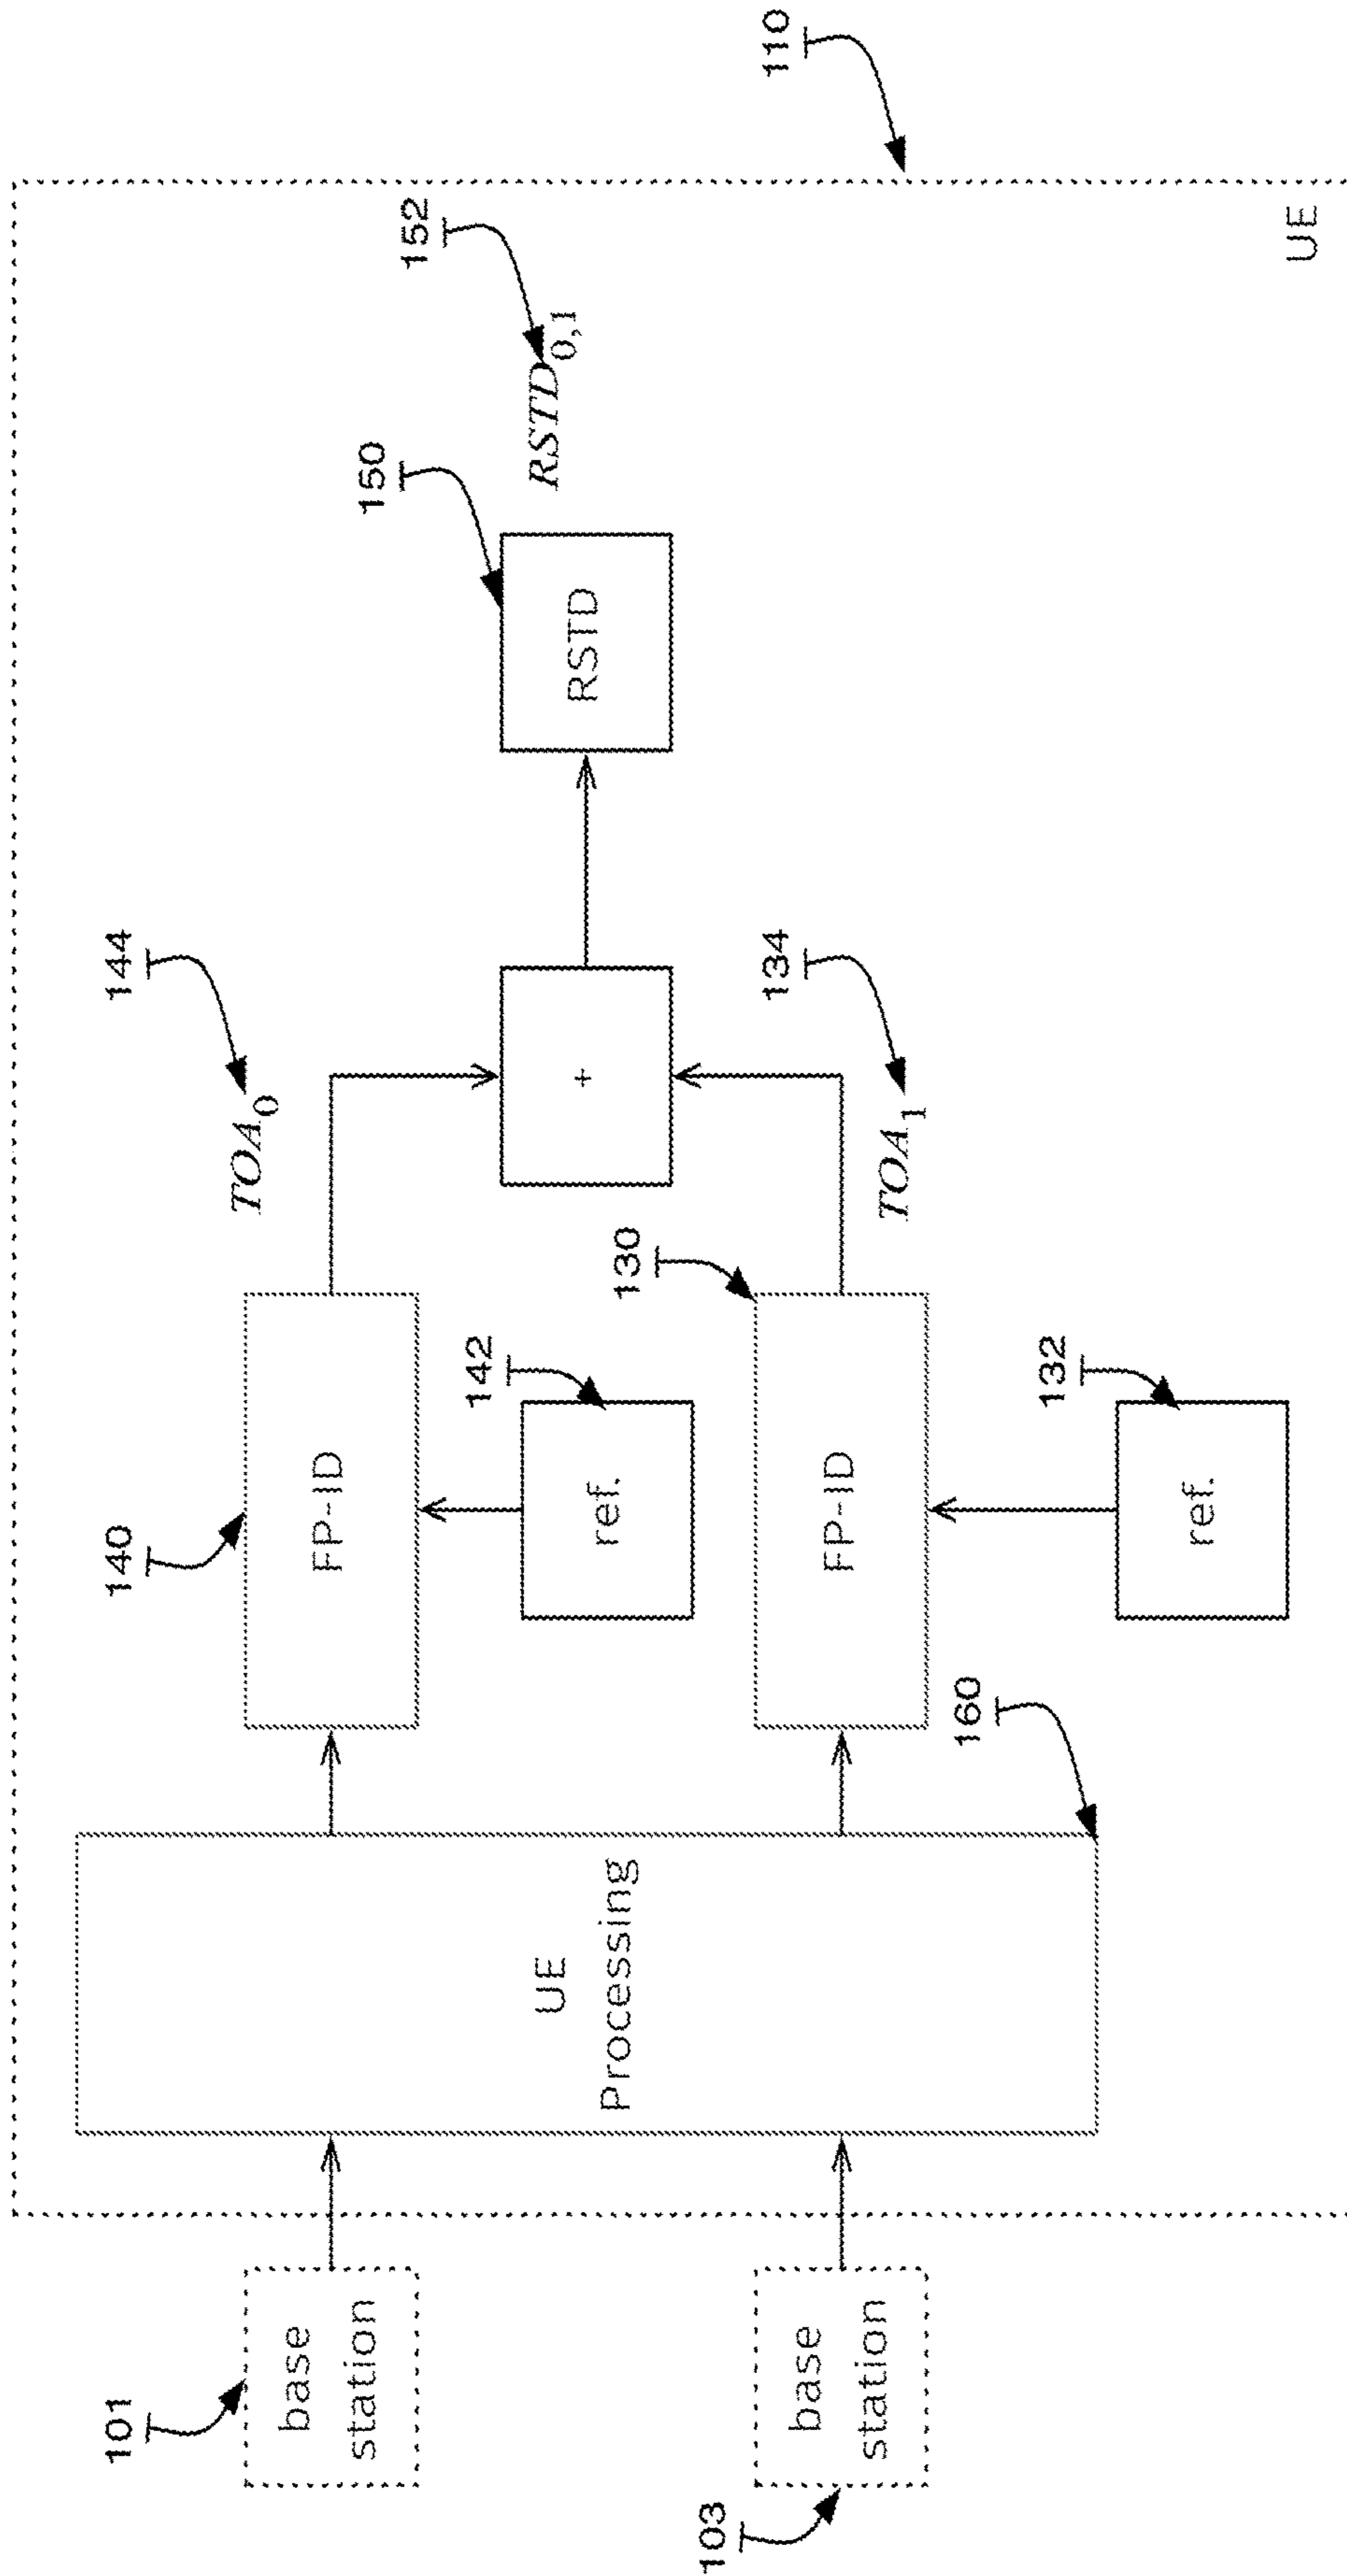 101
base
station
103
base
station
UE
Processing
160
140
FP-ID
142
ref.
130
FP-ID
132
ref.
TOA0
144
+
TOA1
134
150
RSTD
RSTD0,1
152
UE
110